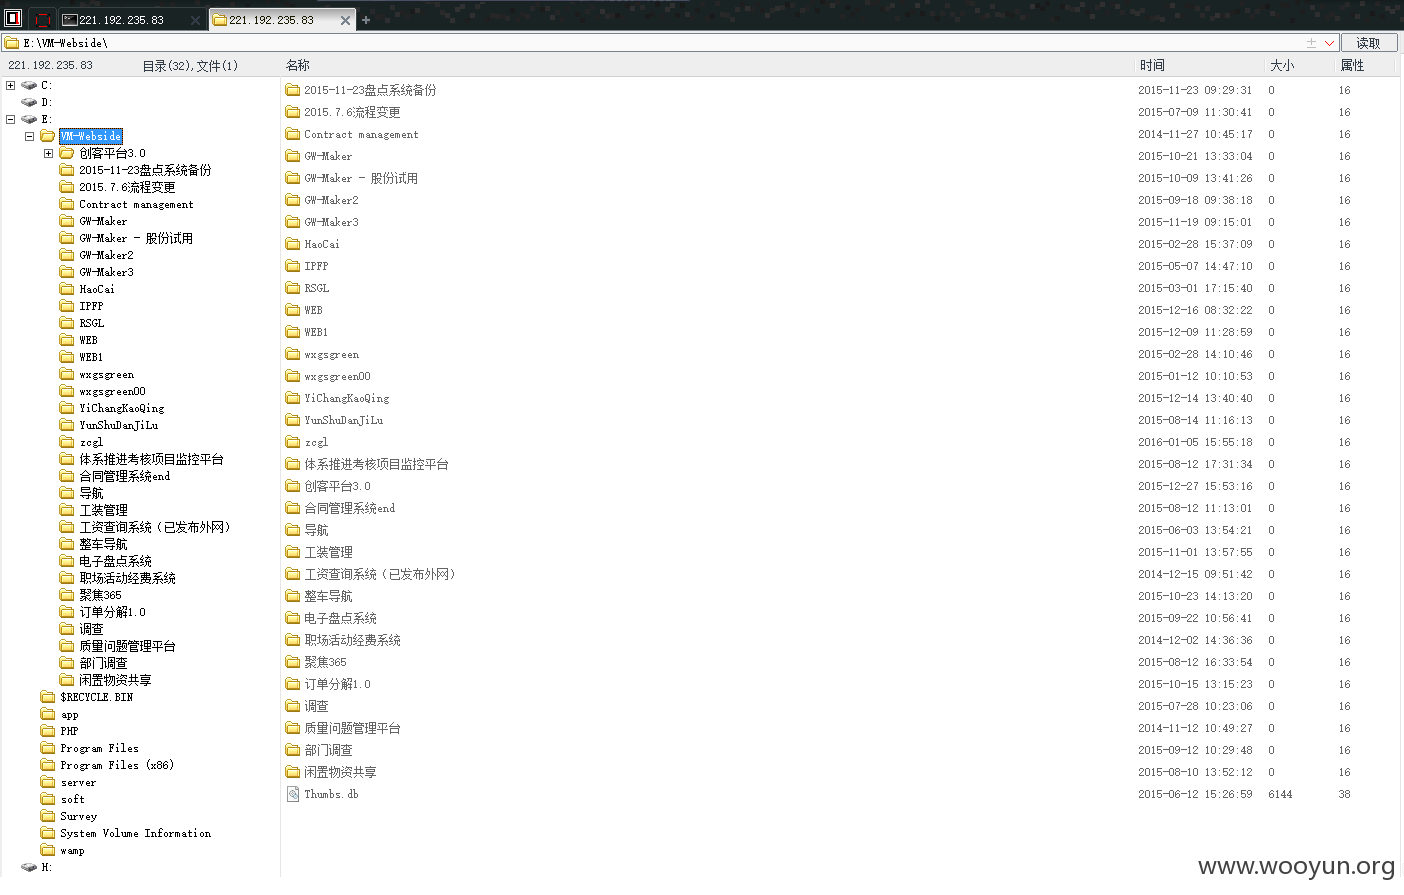 221.192.235.83 221.192.235.83
E:\VM-Webside\ 读取
221.192.235.83 目录(32),文件(1) 名称 时间 大小 属性
C:
D:
E:
VM-Webside
创客平台3.0
2015-11-23盘点系统备份
2015.7.6流程变更
Contract management
GW-Maker
GW-Maker - 股份试用
GW-Maker2
GW-Maker3
HaoCai
IPFP
RSGL
WEB
WEB1
wxgsgreen
wxgsgreen00
YiChangKaoQing
YunShuDanJiLu
zcgl
体系推进考核项目监控平台
合同管理系统end
导航
工装管理
工资查询系统（已发布外网）
整车导航
电子盘点系统
职场活动经费系统
聚焦365
订单分解1.0
调查
质量问题管理平台
部门调查
闲置物资共享
$RECYCLE.BIN
app
PHP
Program Files
Program Files (x86)
server
soft
Survey
System Volume Information
wamp
H:
2015-11-23盘点系统备份 2015-11-23 09:29:31 0 16
2015.7.6流程变更 2015-07-09 11:30:41 0 16
Contract management 2014-11-27 10:45:17 0 16
GW-Maker 2015-10-21 13:33:04 0 16
GW-Maker - 股份试用 2015-10-09 13:41:26 0 16
GW-Maker2 2015-09-18 09:38:18 0 16
GW-Maker3 2015-11-19 09:15:01 0 16
HaoCai 2015-02-28 15:37:09 0 16
IPFP 2015-05-07 14:47:10 0 16
RSGL 2015-03-01 17:15:40 0 16
WEB 2015-12-16 08:32:22 0 16
WEB1 2015-12-09 11:28:59 0 16
wxgsgreen 2015-02-28 14:10:46 0 16
wxgsgreen00 2015-01-12 10:10:53 0 16
YiChangKaoQing 2015-12-14 13:40:40 0 16
YunShuDanJiLu 2015-08-14 11:16:13 0 16
zcgl 2016-01-05 15:55:18 0 16
体系推进考核项目监控平台 2015-08-12 17:31:34 0 16
创客平台3.0 2015-12-27 15:53:16 0 16
合同管理系统end 2015-08-12 11:13:01 0 16
导航 2015-06-03 13:54:21 0 16
工装管理 2015-11-01 13:57:55 0 16
工资查询系统（已发布外网） 2014-12-15 09:51:42 0 16
整车导航 2015-10-23 14:13:20 0 16
电子盘点系统 2015-09-22 10:56:41 0 16
职场活动经费系统 2014-12-02 14:36:36 0 16
聚焦365 2015-08-12 16:33:54 0 16
订单分解1.0 2015-10-15 13:15:23 0 16
调查 2015-07-28 10:23:06 0 16
质量问题管理平台 2014-11-12 10:49:27 0 16
部门调查 2015-09-12 10:29:48 0 16
闲置物资共享 2015-08-10 13:52:12 0 16
Thumbs.db 2015-06-12 15:26:59 6144 38
www.wooyun.org